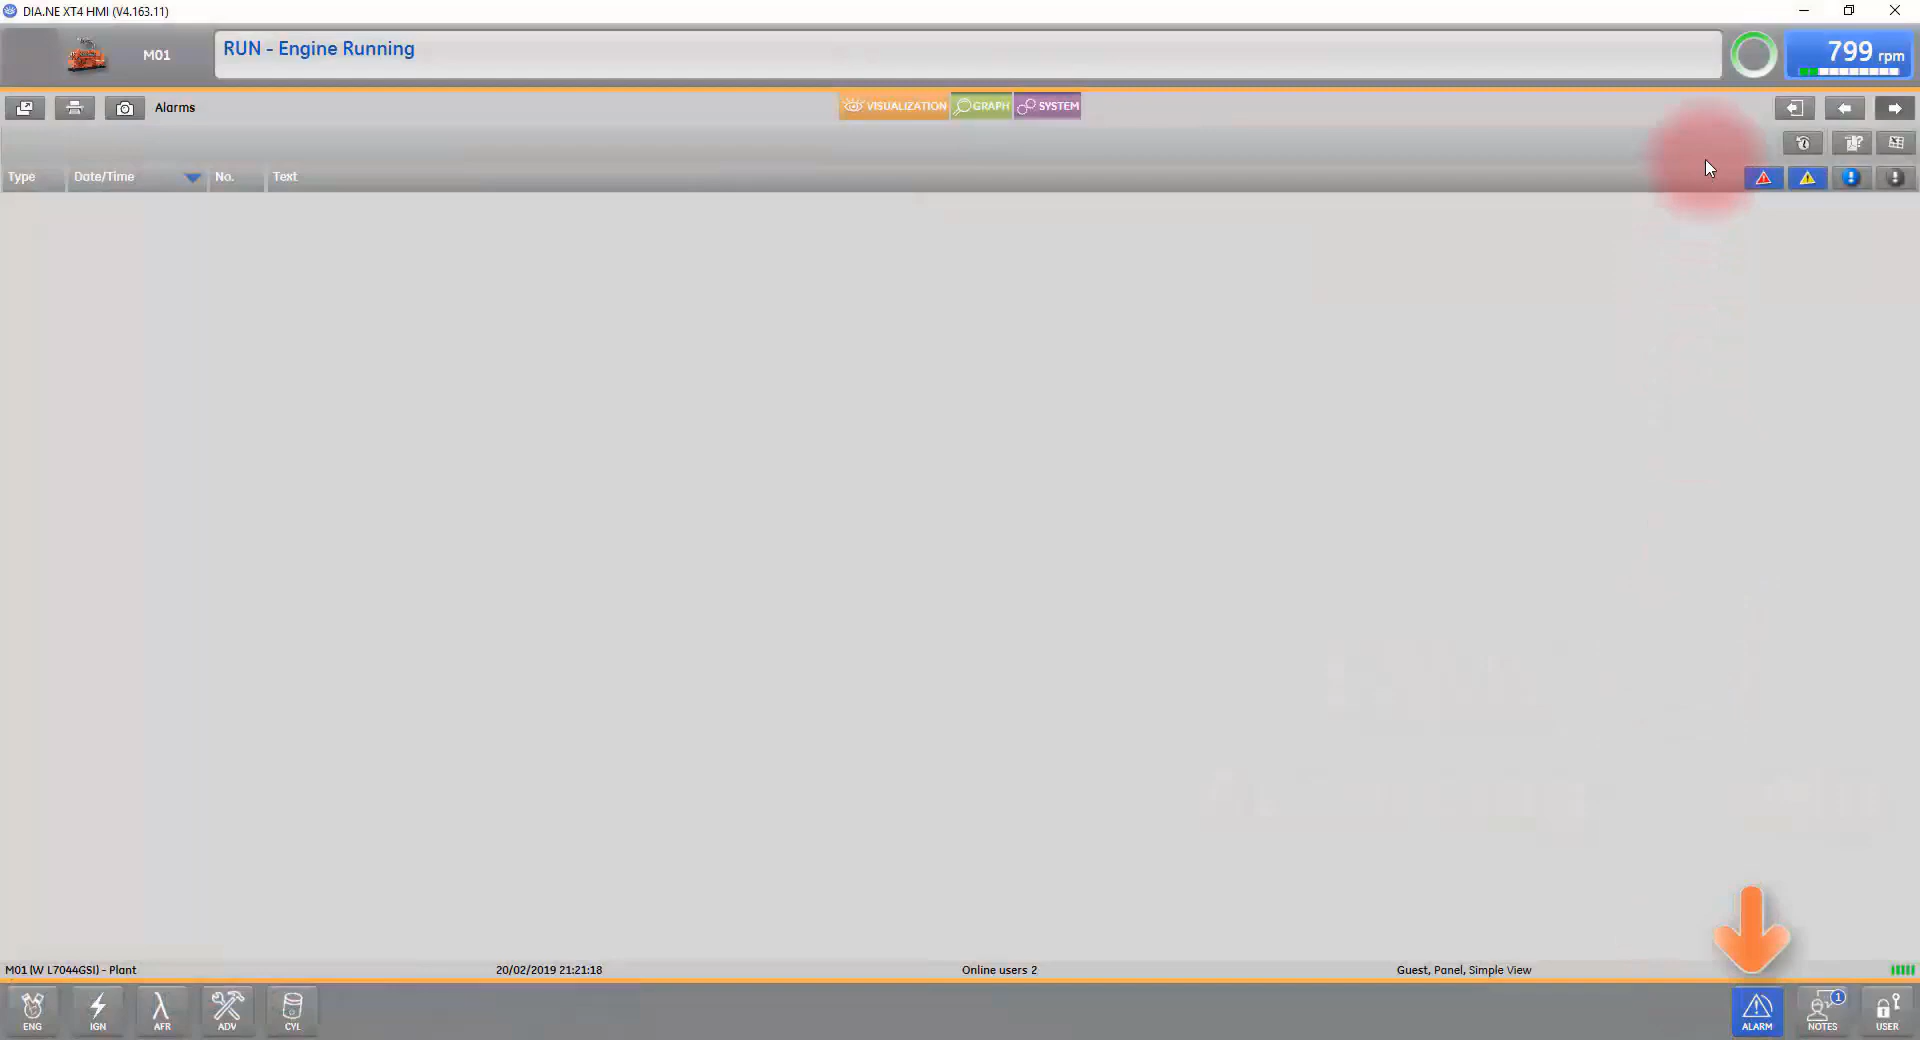 DIA.NE XT4 HMI (V4.163.11)
M01
RUN - Engine Running
799 rpm
Alarms
VISUALIZATION
GRAPH
SYSTEM
Type
Date/Time
No.
Text
M01 (W L7044GSI) - Plant
20/02/2019 21:21:18
Online users 2
Guest, Panel, Simple View
ENG
IGN
AFR
ADV
CYL
ALARM
1
NOTES
USER